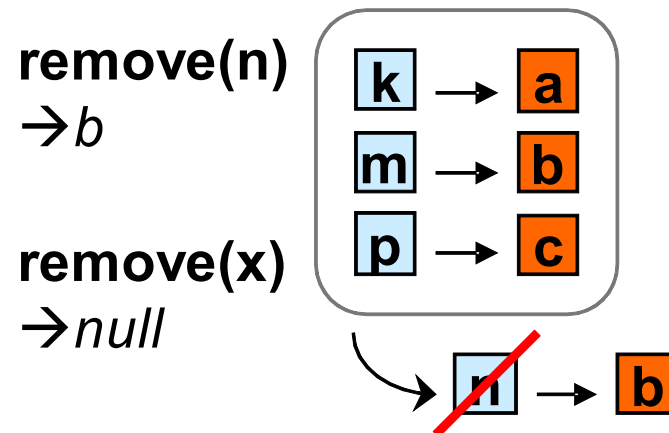 remove(n)
→b
remove(x)
→null
k → a
m → b
p → c
n → b